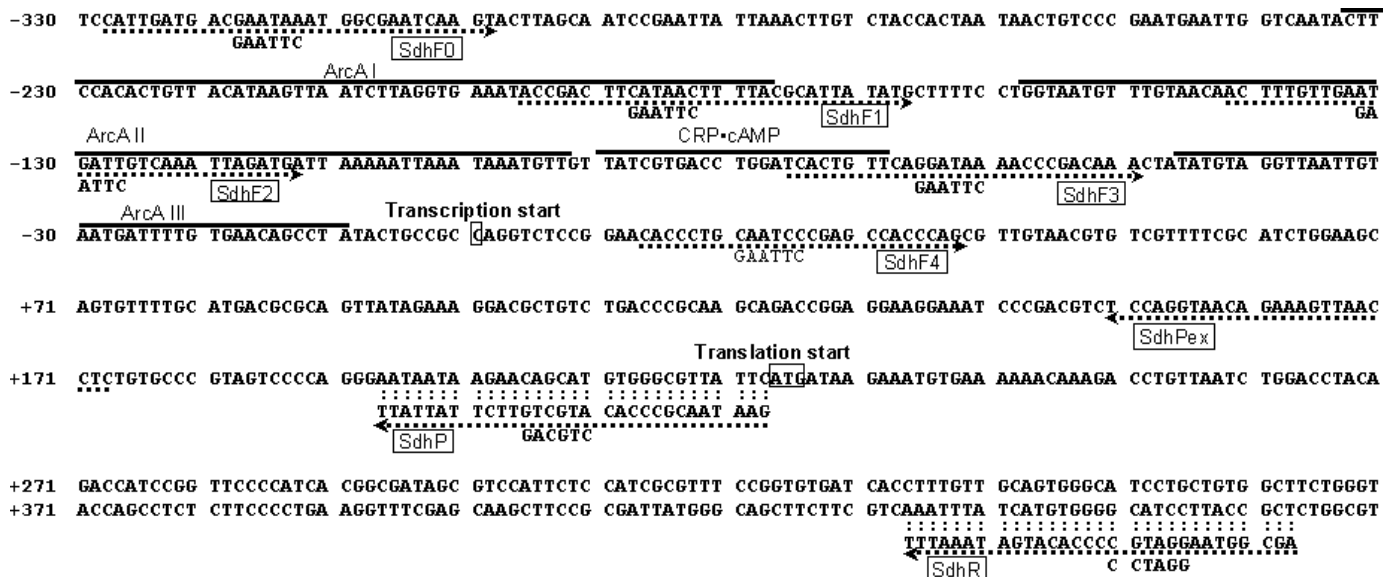 -330 TCCATTGATG ACGAATAAAT GGCGAATCAA GTACTTAGCA ATCCGAATTA TTAAACTTGT CTACCACTAA TAACTGTCCC GAATGAATTG GTCAATACTT
GAATTC SdhF0
ArcA I
-230 CCACACTGTT ACATAAGTTA ATCTTAGGTG AAATACCGAC TTCATAACTT TTACGCATTA TATGCTTTTC CTGGTAATGT TTGTAACAAC TTTGTTGAAT
GAATTC SdhF1 GA
ArcA II CRP•cAMP
-130 GATTGTCAAA TTAGATGATT AAAAATTAAA TAAATGTTGT TATCGTGACC TGGATCACTG TTCAGGATAA AACCCGACAA ACTATATGTA GGTTAATTGT
ATTC SdhF2 GAATTC SdhF3
ArcA III Transcription start
-30 AATGATTTTG TGAACAGCCT ATACTGCCGC CAGGTCTCCG GAACACCCTG CAATCCCGAG CCACCCAGCG TTGTAACGTG TCGTTTTCGC ATCTGGAAGC
GAATTC SdhF4
+71 AGTGTTTTGC ATGACGCGCA GTTATAGAAA GGACGCTGTC TGACCCGCAA GCAGACCGGA GGAAGGAAAT CCCGACGTCT CCAGGTAACA GAAAGTTAAC
SdhPex
Translation start
+171 CTCTGTGCCC GTAGTCCCCA GGGAATAATA AGAACAGCAT GTGGGCGTTA TTCATGATAA GAAATGTGAA AAAACAAAGA CCTGTTAATC TGGACCTACA
TTATTAT TCTTGTCGTA CACCCGCAAT AAG
SdhP GACGTC
+271 GACCATCCGG TTCCCCATCA CGGCGATAGC GTCCATTCTC CATCGCGTTT CCGGTGTGAT CACCTTTGTT GCAGTGGGCA TCCTGCTGTG GCTTCTGGGT
+371 ACCAGCCTCT CTTCCCCTGA AGGTTTCGAG CAAGCTTCCG CGATTATGGG CAGCTTCTTC GTCAAATTTA TCATGTGGGG CATCCTTACC GCTCTGGCGT
TTTAAAT AGTACACCCC GTAGGAATGG CGA
SdhR C CTAGG